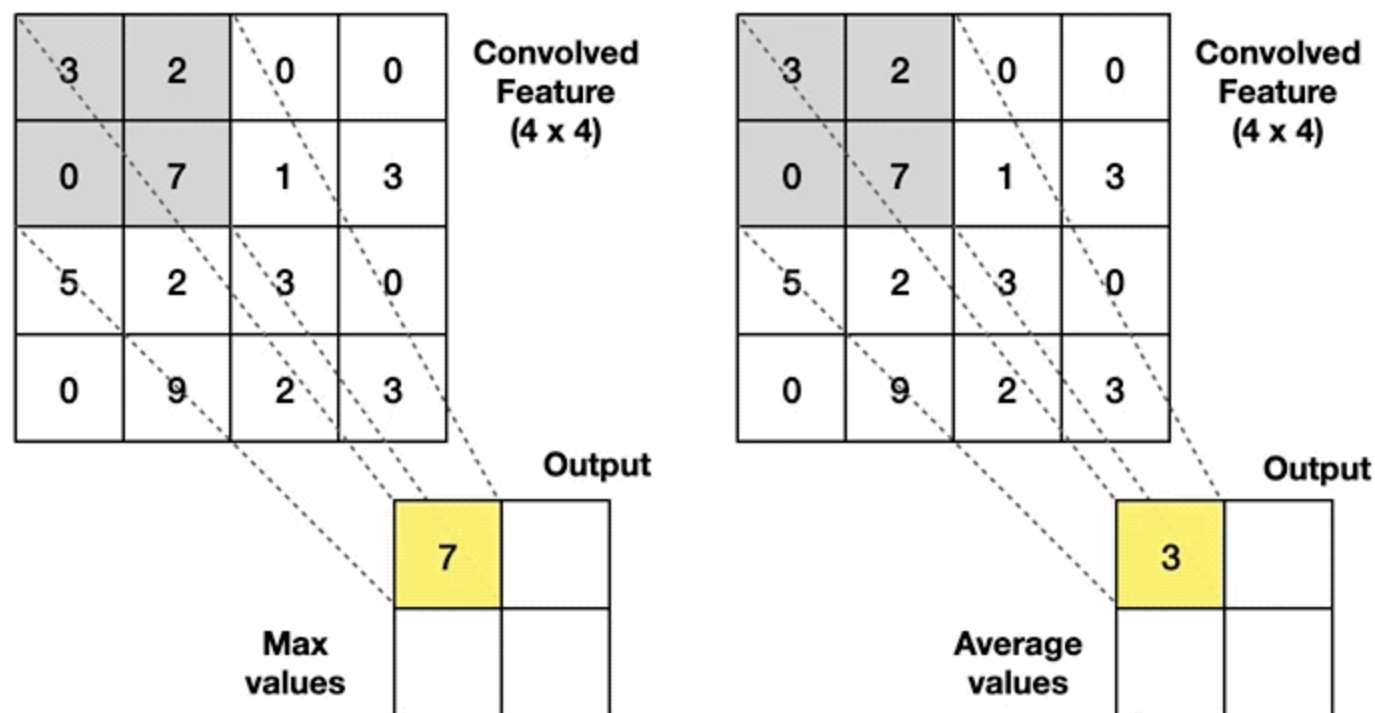 3 2 0 0
0 7 1 3
5 2 3 0
0 9 2 3
Convolved
Feature
(4 x 4)
Output
7
Max
values
3 2 0 0
0 7 1 3
5 2 3 0
0 9 2 3
Convolved
Feature
(4 x 4)
Output
3
Average
values